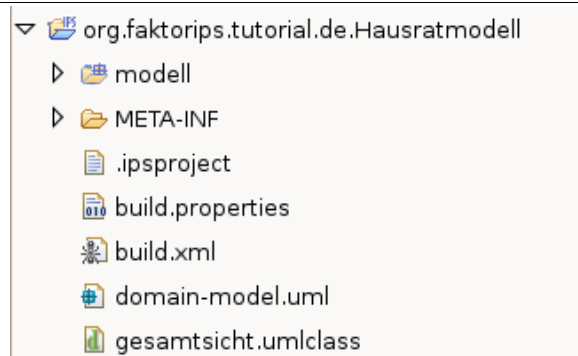 org.faktorips.tutorial.de.Hausratmodell
modell
META-INF
.ipsproject
build.properties
build.xml
domain-model.uml
gesamtsicht.umlclass